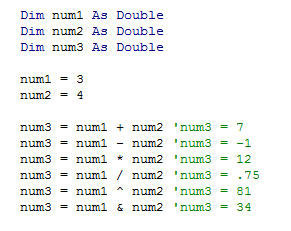 Dim num1 As Double
Dim num2 As Double
Dim num3 As Double
num1 = 3
num2 = 4
num3 = num1 + num2 'num3 = 7
num3 = num1 - num2 'num3 = -1
num3 = num1 * num2 'num3 = 12
num3 = num1 / num2 'num3 = .75
num3 = num1 ^ num2 'num3 = 81
num3 = num1 & num2 'num3 = 34